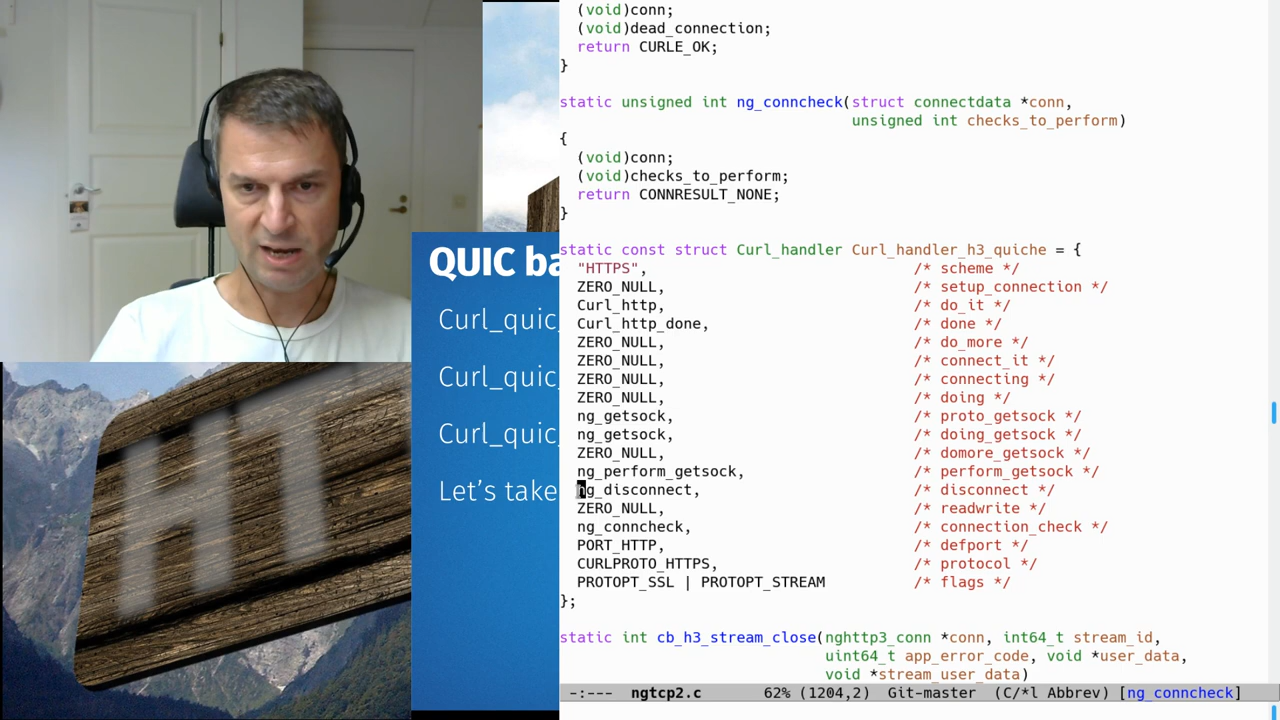 QUIC ba
Curl_quic_
Curl_quic_
Curl_quic_
Let's take
HT
(void)conn;
(void)dead_connection;
return CURLE_OK;
}
static unsigned int ng_conncheck(struct connectdata *conn,
unsigned int checks_to_perform)
{
(void)conn;
(void)checks_to_perform;
return CONNRESULT_NONE;
}
static const struct Curl_handler Curl_handler_h3_quiche = {
"HTTPS", /* scheme */
ZERO_NULL, /* setup_connection */
Curl_http, /* do_it */
Curl_http_done, /* done */
ZERO_NULL, /* do_more */
ZERO_NULL, /* connect_it */
ZERO_NULL, /* connecting */
ZERO_NULL, /* doing */
ng_getsock, /* proto_getsock */
ng_getsock, /* doing_getsock */
ZERO_NULL, /* domore_getsock */
ng_perform_getsock, /* perform_getsock */
ng_disconnect, /* disconnect */
ZERO_NULL, /* readwrite */
ng_conncheck, /* connection_check */
PORT_HTTP, /* defport */
CURLPROTO_HTTPS, /* protocol */
PROTOPT_SSL | PROTOPT_STREAM /* flags */
};
static int cb_h3_stream_close(nghttp3_conn *conn, int64_t stream_id,
uint64_t app_error_code, void *user_data,
void *stream_user_data)
-:--- ngtcp2.c 62% (1204,2) Git-master (C/*l Abbrev) [ng_conncheck]